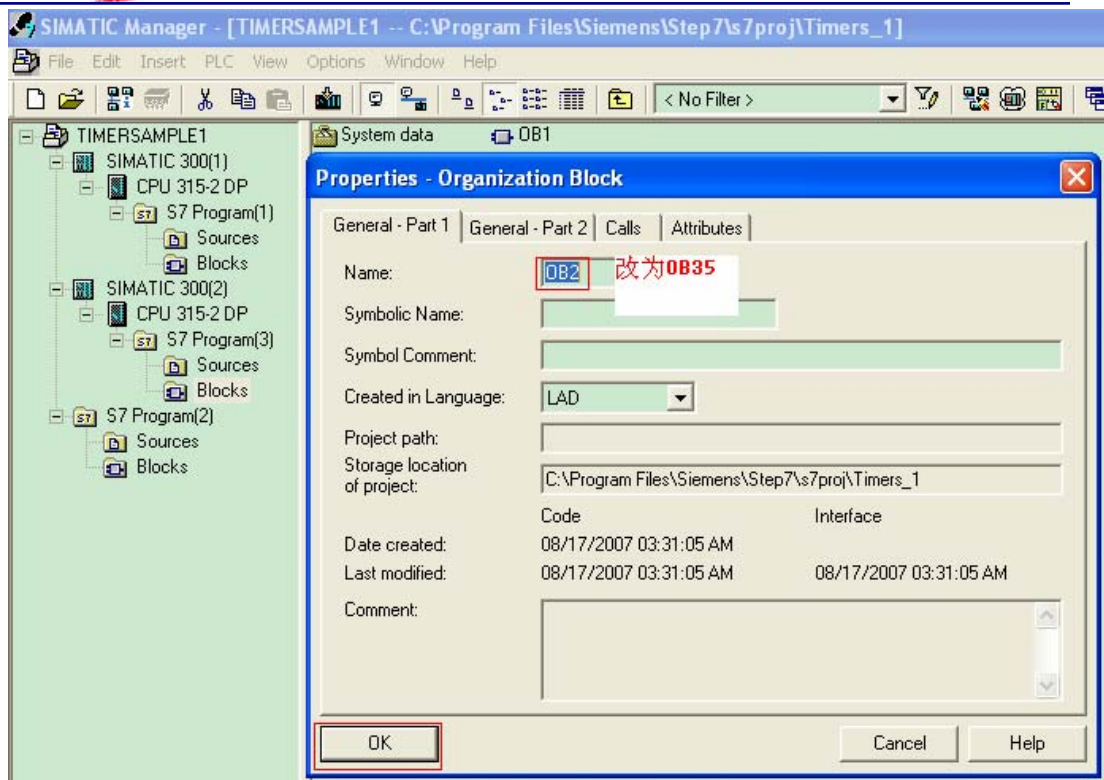 SIMATIC Manager - [TIMERSAMPLE1 -- C:\Program Files\Siemens\Step7\s7proj\Timers_1]
File Edit Insert PLC View Options Window Help
< No Filter >
TIMERSAMPLE1
SIMATIC 300(1)
CPU 315-2 DP
S7 Program(1)
Sources
Blocks
SIMATIC 300(2)
CPU 315-2 DP
S7 Program(3)
Sources
Blocks
S7 Program(2)
Sources
Blocks
System data OB1
Properties - Organization Block
General - Part 1 General - Part 2 Calls Attributes
Name: OB2 改为OB35
Symbolic Name:
Symbol Comment:
Created in Language: LAD
Project path:
Storage location
of project: C:\Program Files\Siemens\Step7\s7proj\Timers_1
Code Interface
Date created: 08/17/2007 03:31:05 AM
Last modified: 08/17/2007 03:31:05 AM 08/17/2007 03:31:05 AM
Comment:
OK Cancel Help